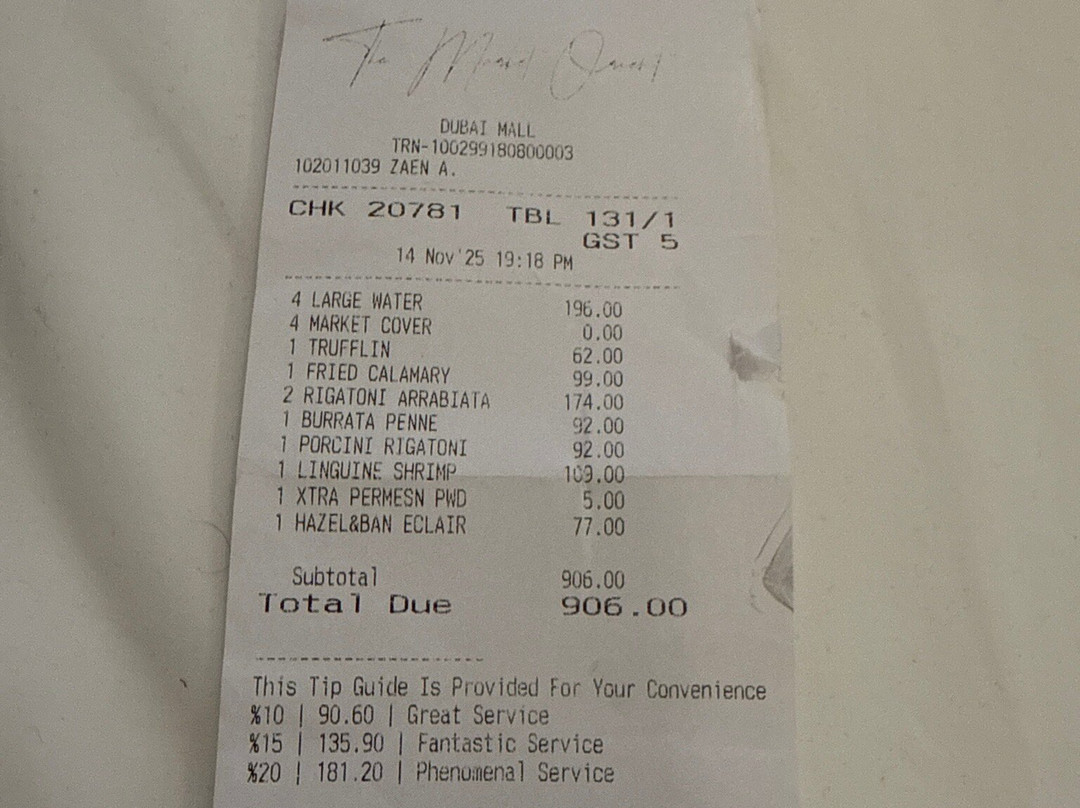 The
DUBAI MALL
TRN-100299180800003
102011039 ZAEN A.
CHK 20781 TBL 131/1
GST 5
14 Nov'25 19:18 PM
4 LARGE WATER 196.00
4 MARKET COVER 0.00
1 TRUFFLIN 62.00
1 FRIED CALAMARY 99.00
2 RIGATONI ARRABIATA 174.00
1 BURRATA PENNE 92.00
1 PORCINI RIGATONI 92.00
1 LINGUINE SHRIMP 109.00
1 XTRA PERMESN PWD 5.00
1 HAZEL&BAN ECLAIR 77.00
Subtotal 906.00
Total Due 906.00
This Tip Guide Is Provided For Your Convenience
%10 | 90.60 | Great Service
%15 | 135.90 | Fantastic Service
%20 | 181.20 | Phenomenal Service